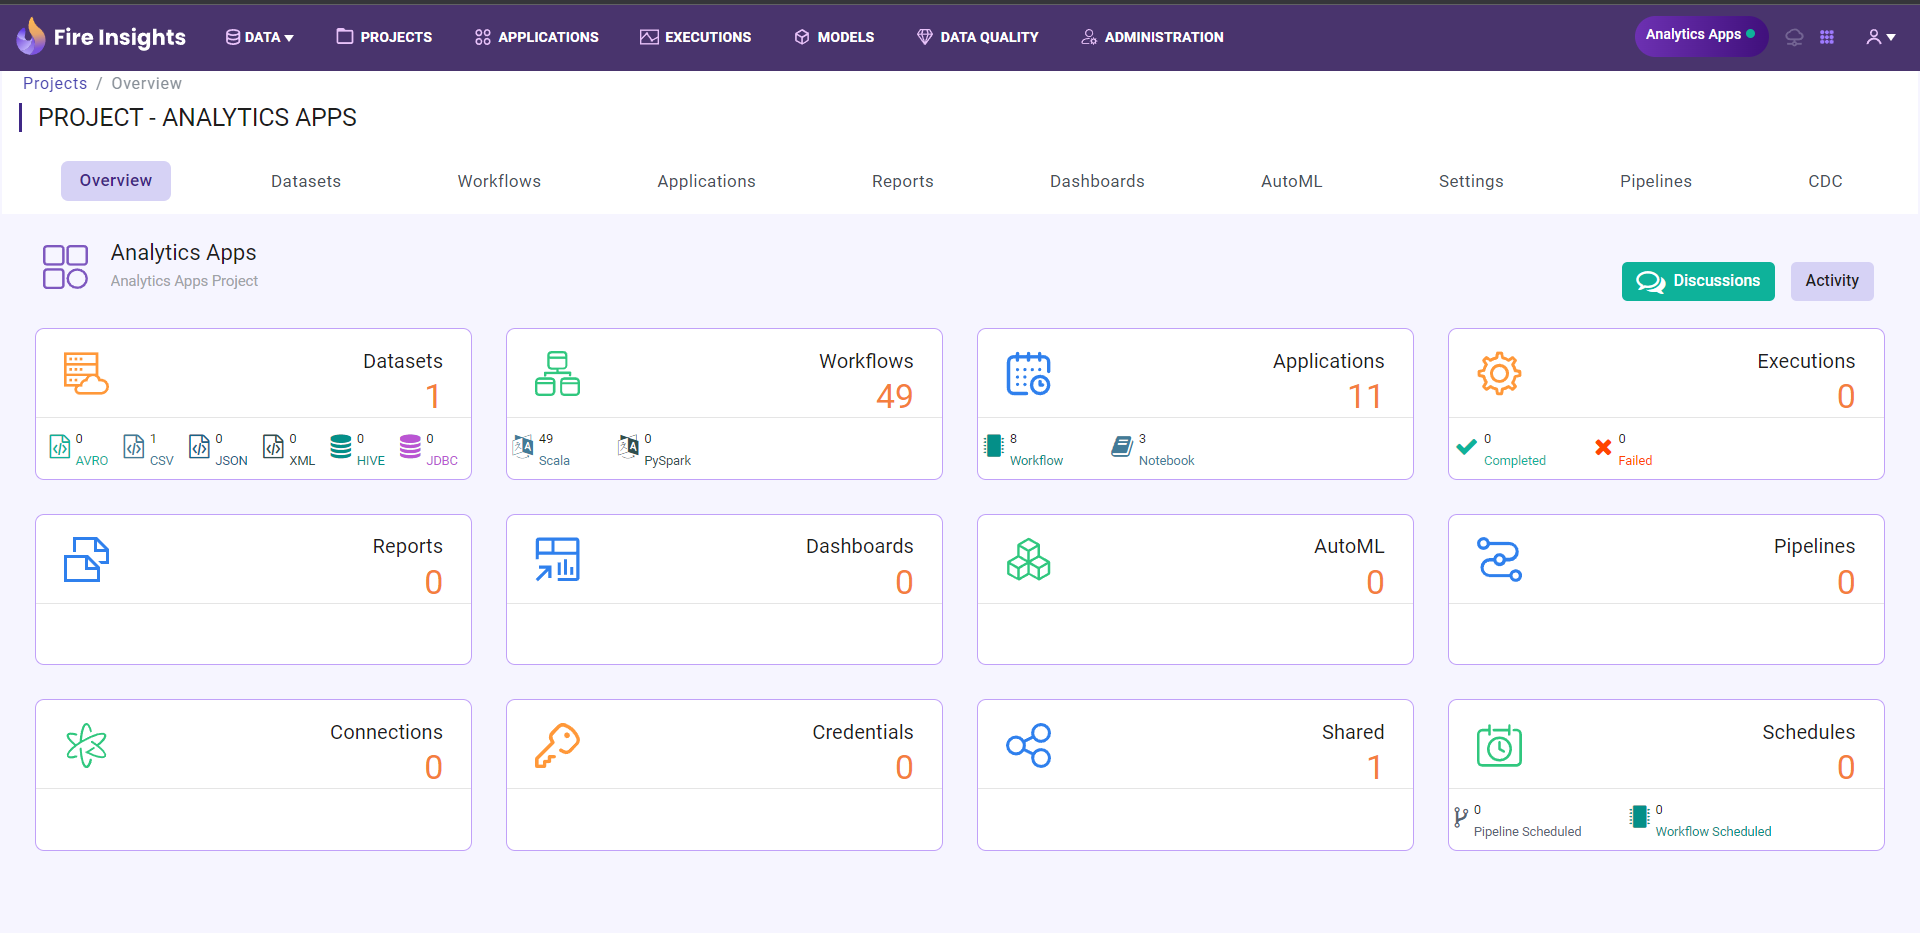 Fire Insights DATA PROJECTS APPLICATIONS EXECUTIONS MODELS DATA QUALITY ADMINISTRATION Analytics Apps
Projects / Overview
PROJECT - ANALYTICS APPS
Overview Datasets Workflows Applications Reports Dashboards AutoML Settings Pipelines CDC
Analytics Apps
Analytics Apps Project
Discussions Activity
Datasets
1
0 AVRO
1 CSV
0 JSON
0 XML
0 HIVE
0 JDBC
Workflows
49
49 Scala
0 PySpark
Applications
11
8 Workflow
3 Notebook
Executions
0
0 Completed
0 Failed
Reports
0
Dashboards
0
AutoML
0
Pipelines
0
Connections
0
Credentials
0
Shared
1
Schedules
0
0 Pipeline Scheduled
0 Workflow Scheduled